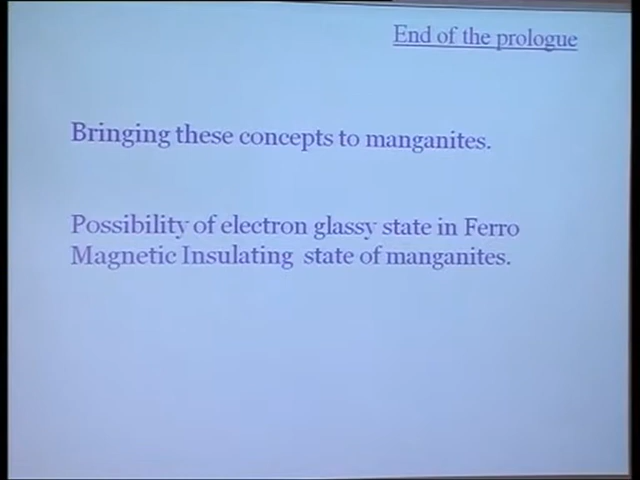 End of the prologue
Bringing these concepts to manganites.
Possibility of electron glassy state in Ferro
Magnetic Insulating state of manganites.